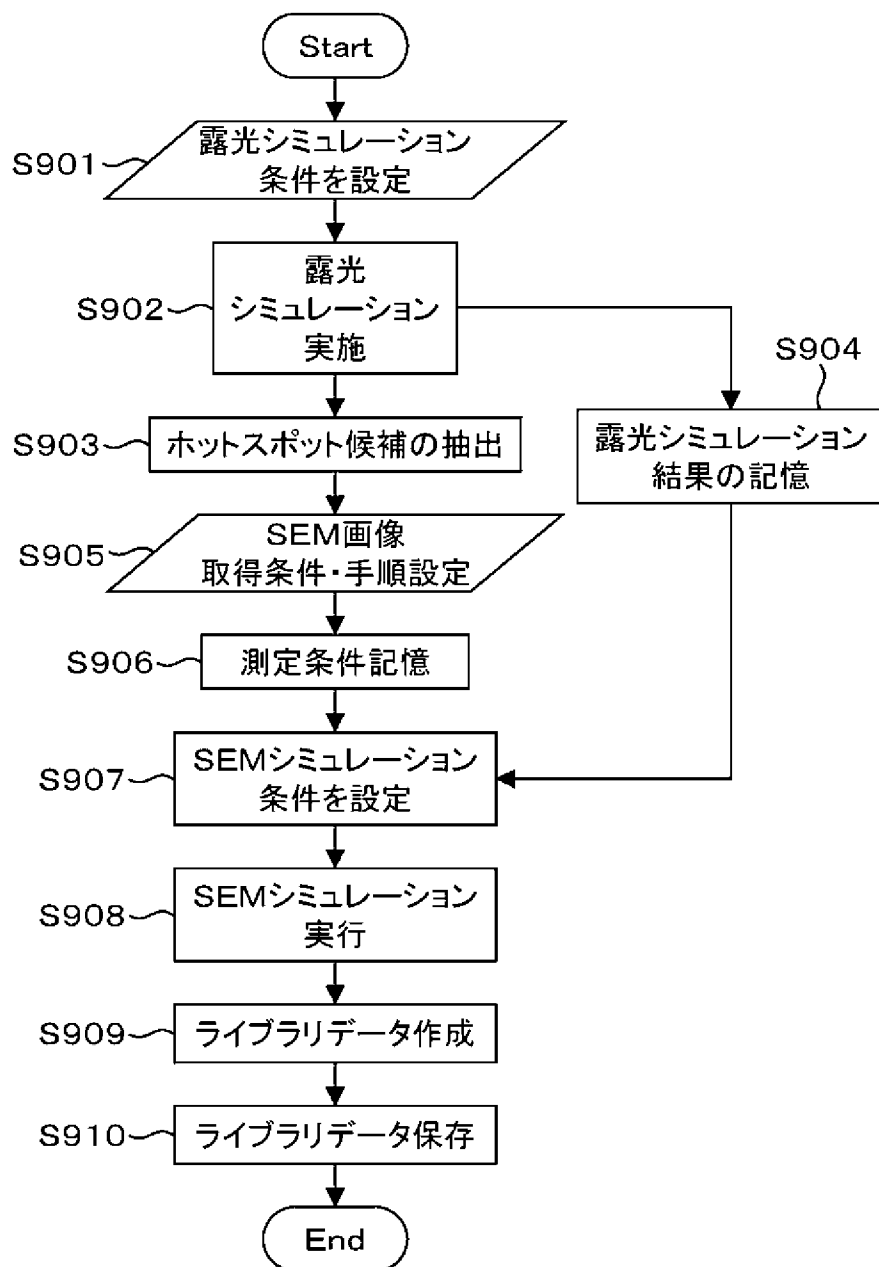 Start
S901
露光シミュレーション
条件を設定
S902
露光
シミュレーション
実施
S904
露光シミュレーション
結果の記憶
S903
ホットスポット候補の抽出
S905
SEM画像
取得条件・手順設定
S906
測定条件記憶
S907
SEMシミュレーション
条件を設定
S908
SEMシミュレーション
実行
S909
ライブラリデータ作成
S910
ライブラリデータ保存
End